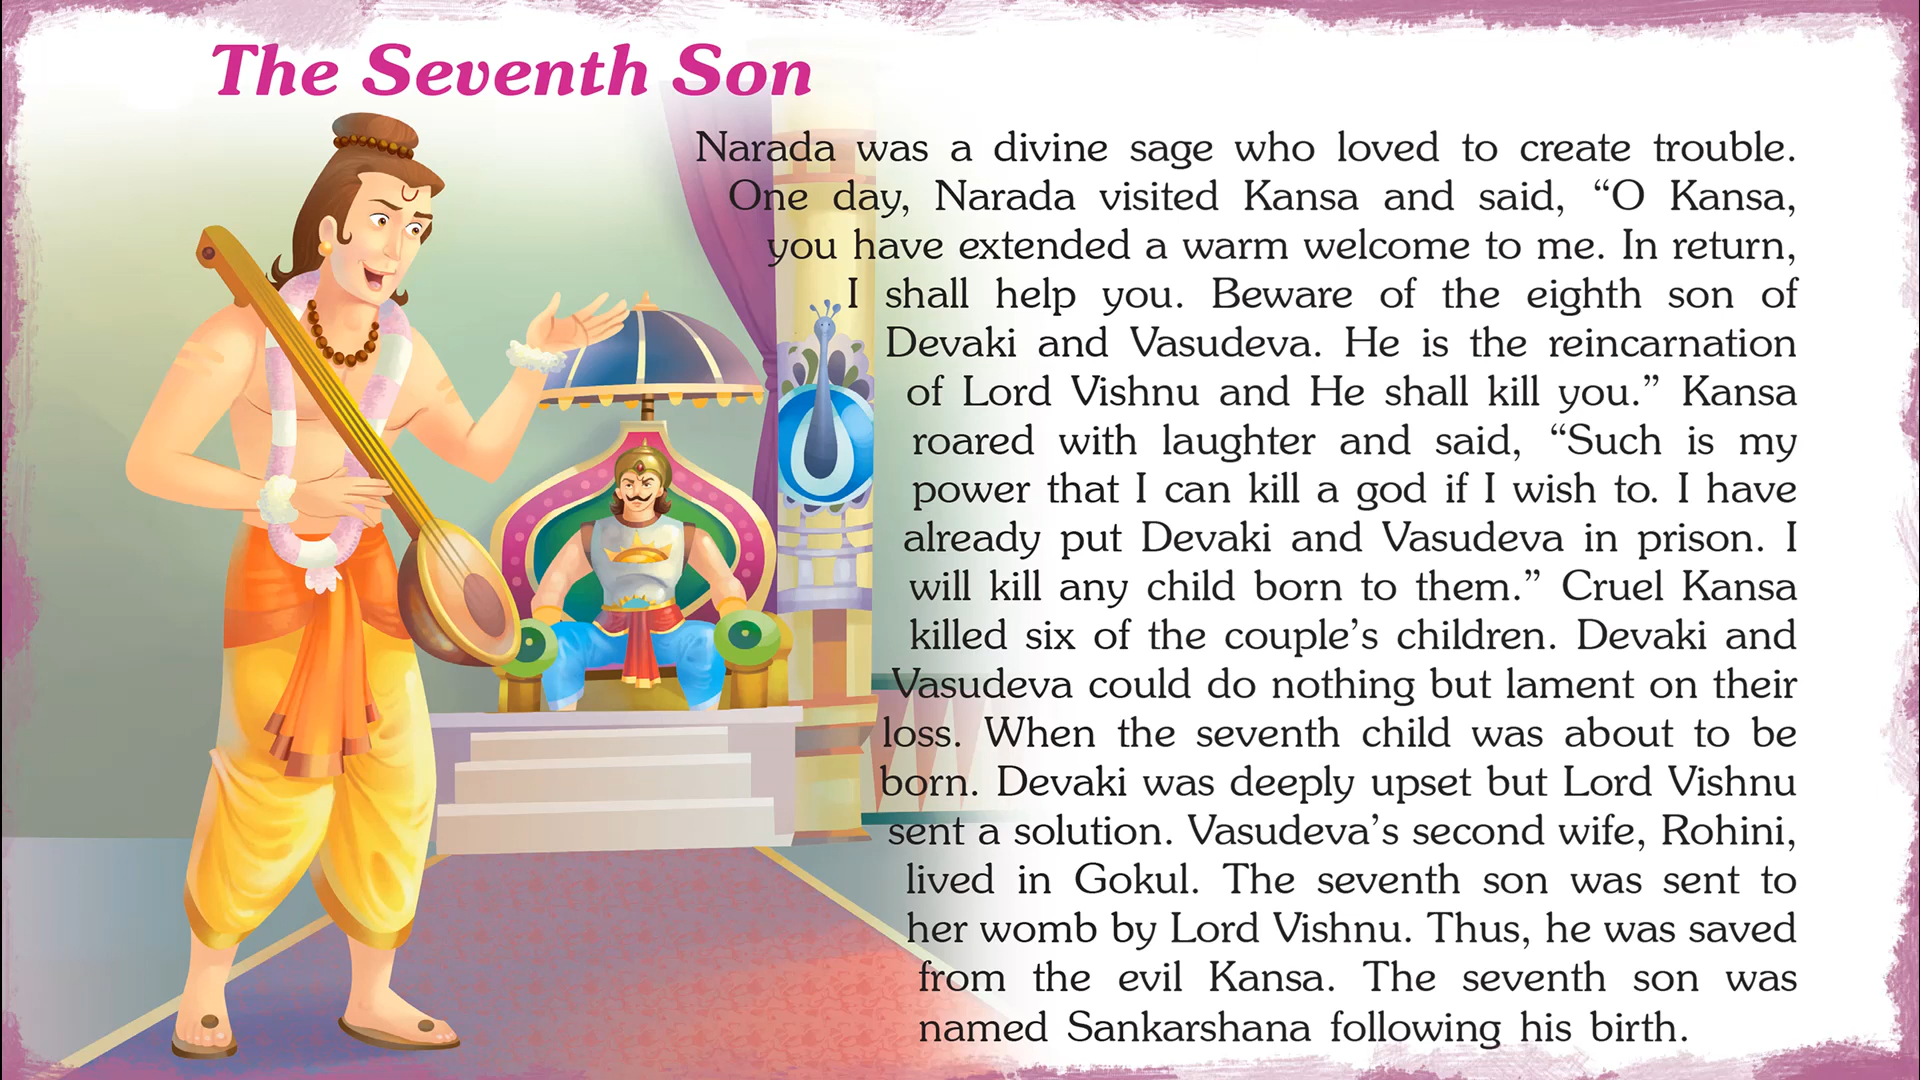 The Seventh Son
Narada was a divine sage who loved to create trouble.
One day, Narada visited Kansa and said, “O Kansa,
you have extended a warm welcome to me. In return,
I shall help you. Beware of the eighth son of
Devaki and Vasudeva. He is the reincarnation
of Lord Vishnu and He shall kill you.” Kansa
roared with laughter and said, “Such is my
power that I can kill a god if I wish to. I have
already put Devaki and Vasudeva in prison. I
will kill any child born to them.” Cruel Kansa
killed six of the couple’s children. Devaki and
Vasudeva could do nothing but lament on their
loss. When the seventh child was about to be
born. Devaki was deeply upset but Lord Vishnu
sent a solution. Vasudeva’s second wife, Rohini,
lived in Gokul. The seventh son was sent to
her womb by Lord Vishnu. Thus, he was saved
from the evil Kansa. The seventh son was
named Sankarshana following his birth.